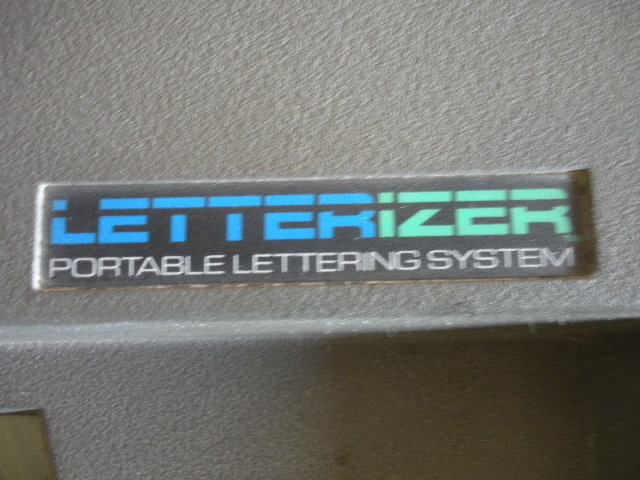 LETTERiZER
PORTABLE LETTERING SYSTEM